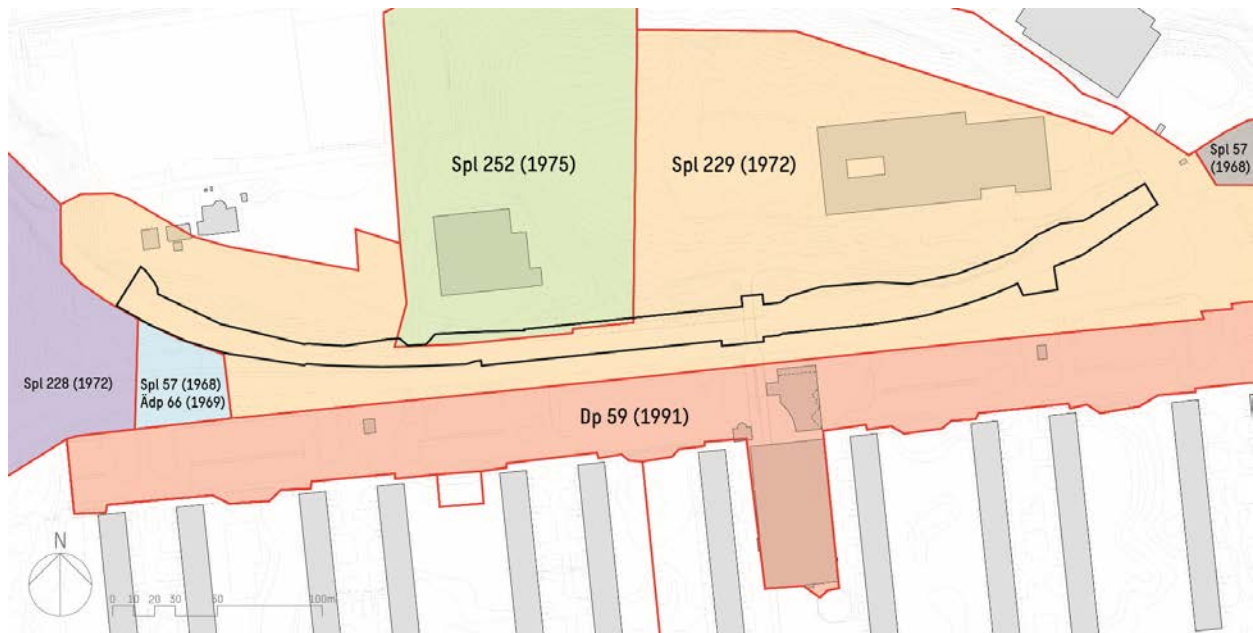 Spl 252 (1975)
Spl 229 (1972)
Spl 57
(1968)
Spl 228 (1972)
Spl 57 (1968)
Ädp 66 (1969)
Dp 59 (1991)
N
0 10 20 30 50 100m